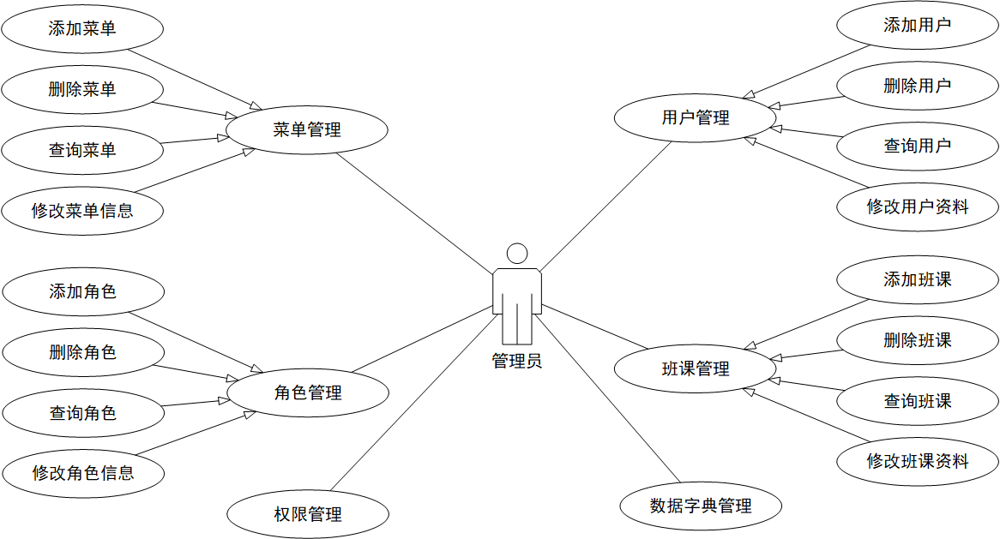 添加菜单
删除菜单
查询菜单
修改菜单信息
菜单管理
添加用户
删除用户
查询用户
修改用户资料
用户管理
管理员
添加角色
删除角色
查询角色
修改角色信息
角色管理
权限管理
添加班课
删除班课
查询班课
修改班课资料
班课管理
数据字典管理